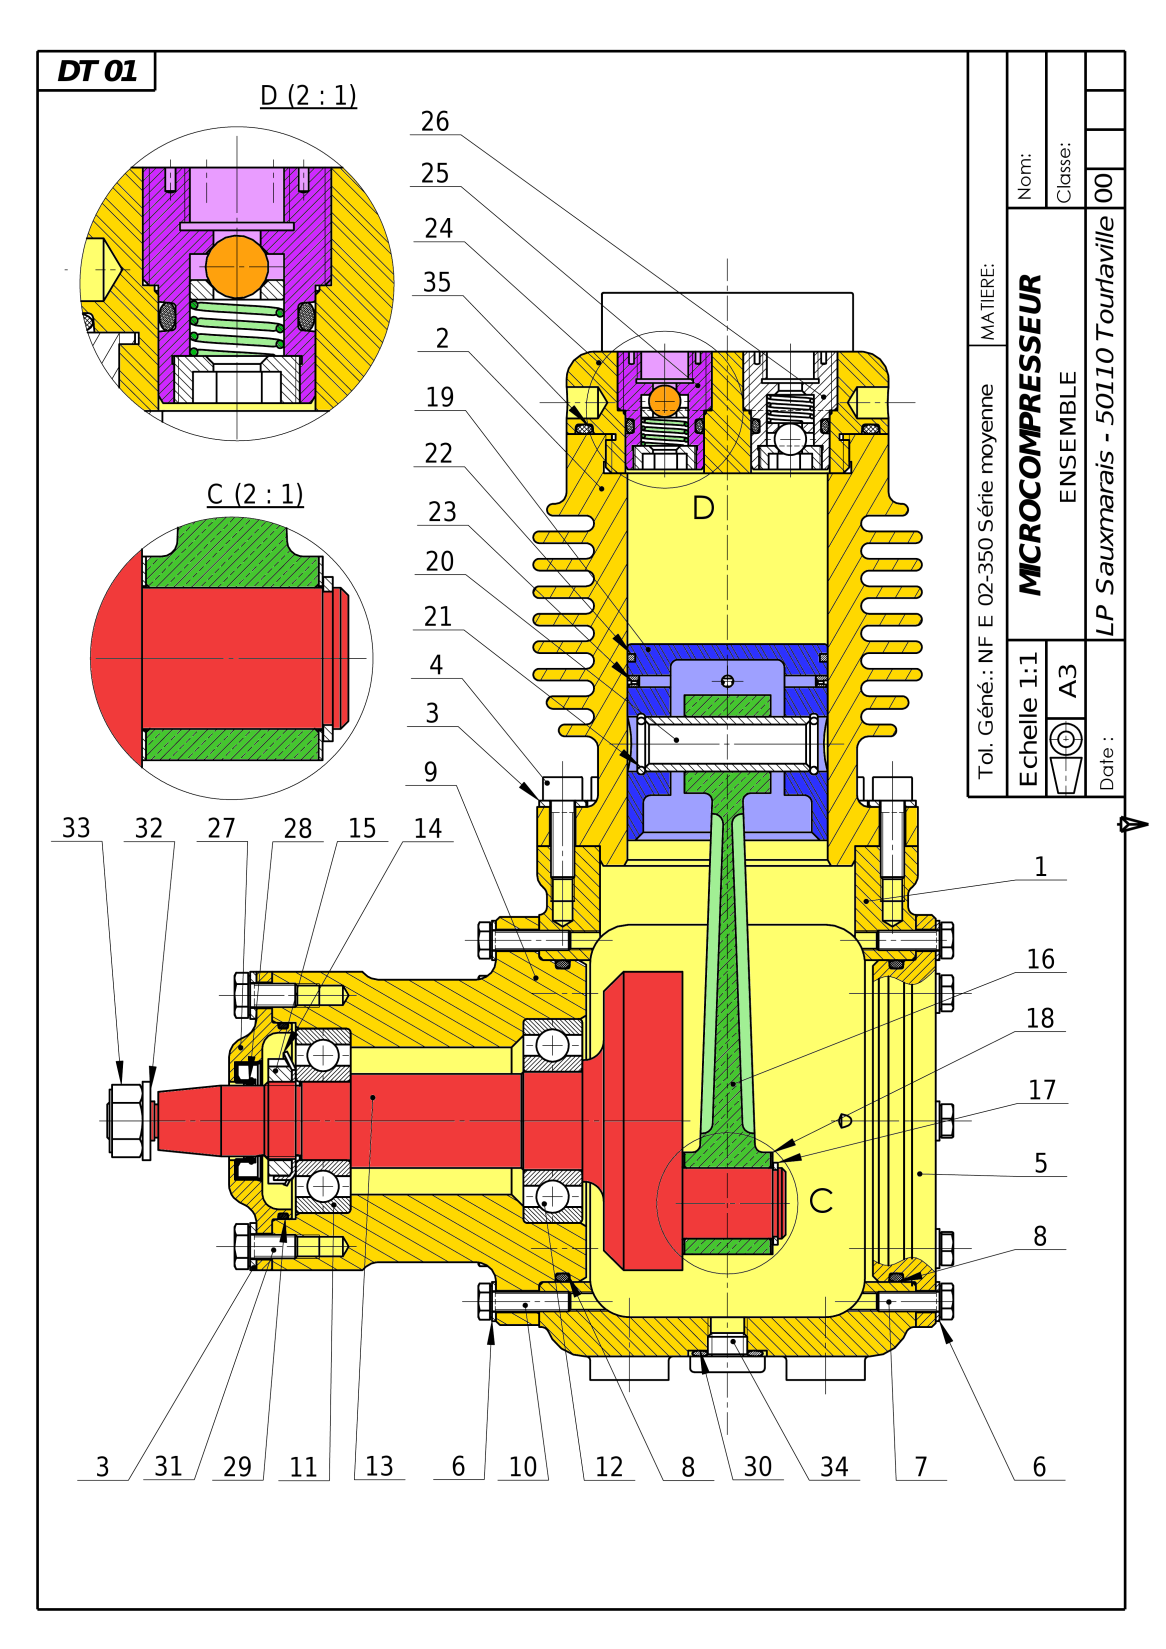 DT 01
D (2 : 1)
26
25
24
35
2
19
22
23
20
21
4
3
9
C (2 : 1)
33
32
27
28
15
14
D
1
16
18
17
5
8
C
3
31
29
11
13
6
10
12
8
30
34
7
6
Tol. Géné.: NF E 02-350 Série moyenne
MATIERE:
Nom:
Classe:
MICROCOMPRESSEUR
ENSEMBLE
Echelle 1:1
A3
00
LP Sauxmarais - 50110 Tourlaville
Date :